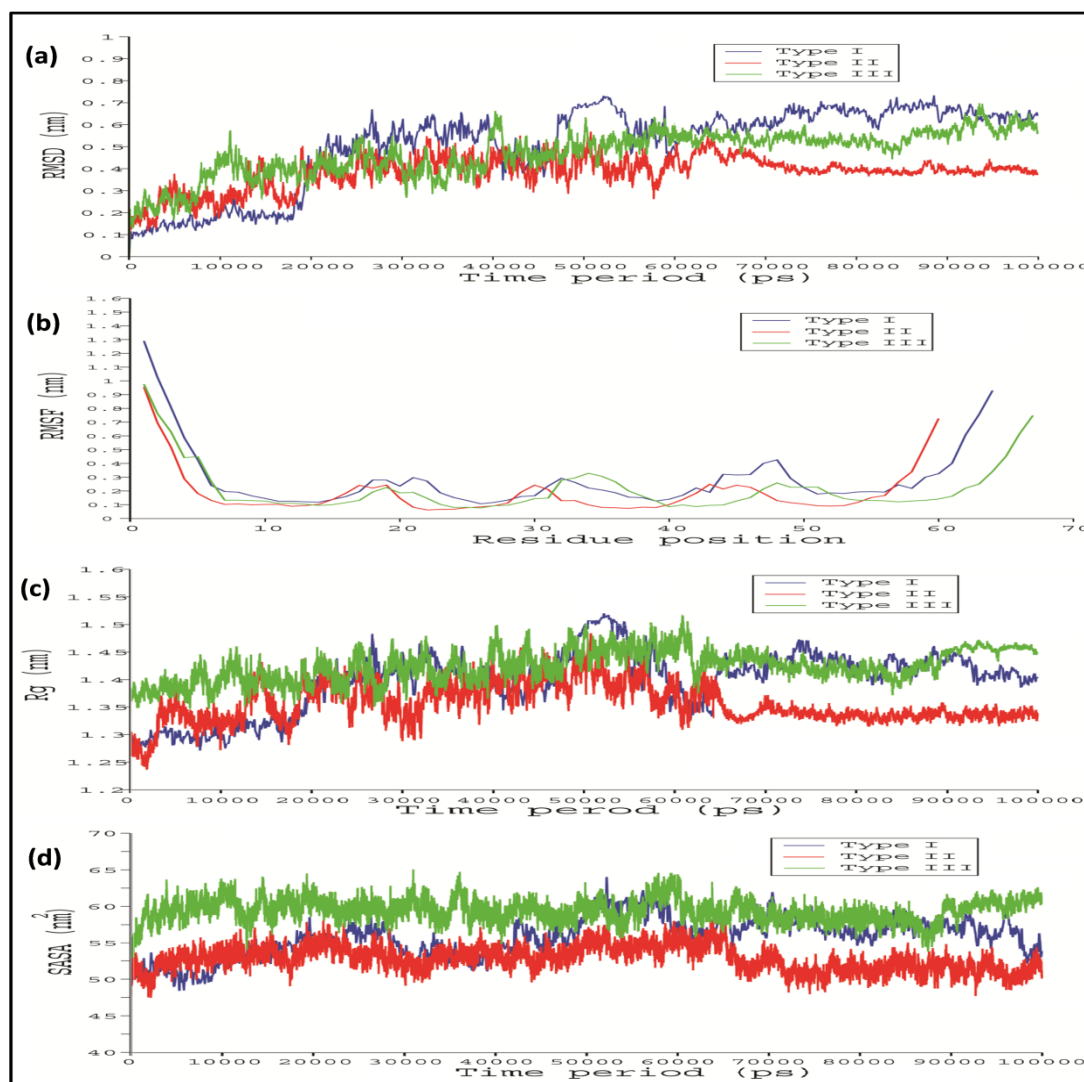 (a)
1
0.9
0.8
0.7
0.6
0.5
0.4
0.3
0.2
0.1
0
RMSD (nm)
Type I
Type II
Type III
0 10000 20000 30000 40000 50000 60000 70000 80000 90000 100000
Time period (ps)
(b)
1.6
1.5
1.4
1.3
1.2
1.1
1
0.9
0.8
0.7
0.6
0.5
0.4
0.3
0.2
0.1
0
RMSF (nm)
Type I
Type II
Type III
0 10 20 30 40 50 60 70
Residue position
(c)
1.6
1.55
1.5
1.45
1.4
1.35
1.3
1.25
1.2
Rg (nm)
Type I
Type II
Type III
0 10000 20000 30000 40000 50000 60000 70000 80000 90000 100000
Time perod (ps)
(d)
70
65
60
55
50
45
40
SASA (nm²)
Type I
Type II
Type III
0 10000 20000 30000 40000 50000 60000 70000 80000 90000 100000
Time period (ps)